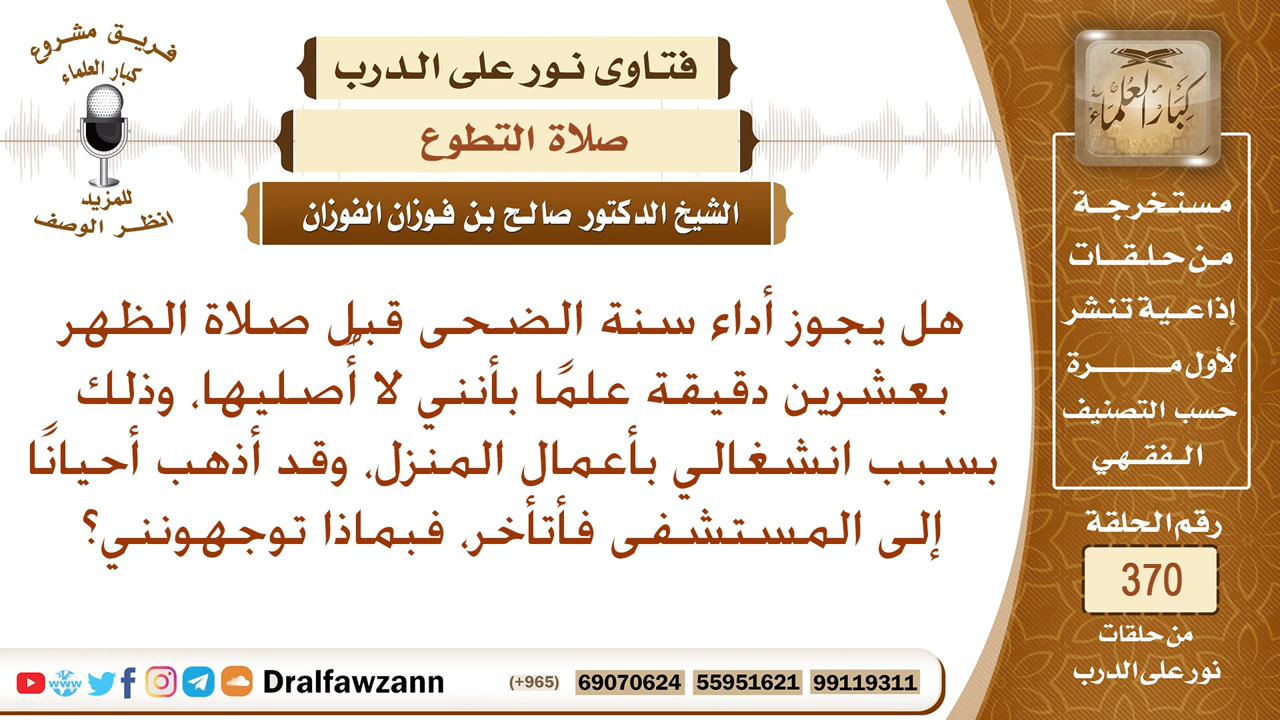 فريق مشروع
كبار العلماء
للمزيد
انظر الوصف
فتاوى نور على الدرب
صلاة التطوع
الشيخ الدكتور صالح بن فوزان الفوزان
هل يجوز أداء سنة الضحى قبل صلاة الظهر
بعشرين دقيقة علمًا بأنني لا أُصليها، وذلك
بسبب انشغالي بأعمال المنزل، وقد أذهب أحيانًا
إلى المستشفى فأتأخر، فبماذا توجهونني؟
كبار العلماء
مستخرجة
من حلقات
إذاعية تنشر
لأول مرة
حسب التصنيف
الفقهي
رقم الحلقة
370
من حلقات
نور على الدرب
www
Dralfawzann (+965) 69070624 55951621 99119311